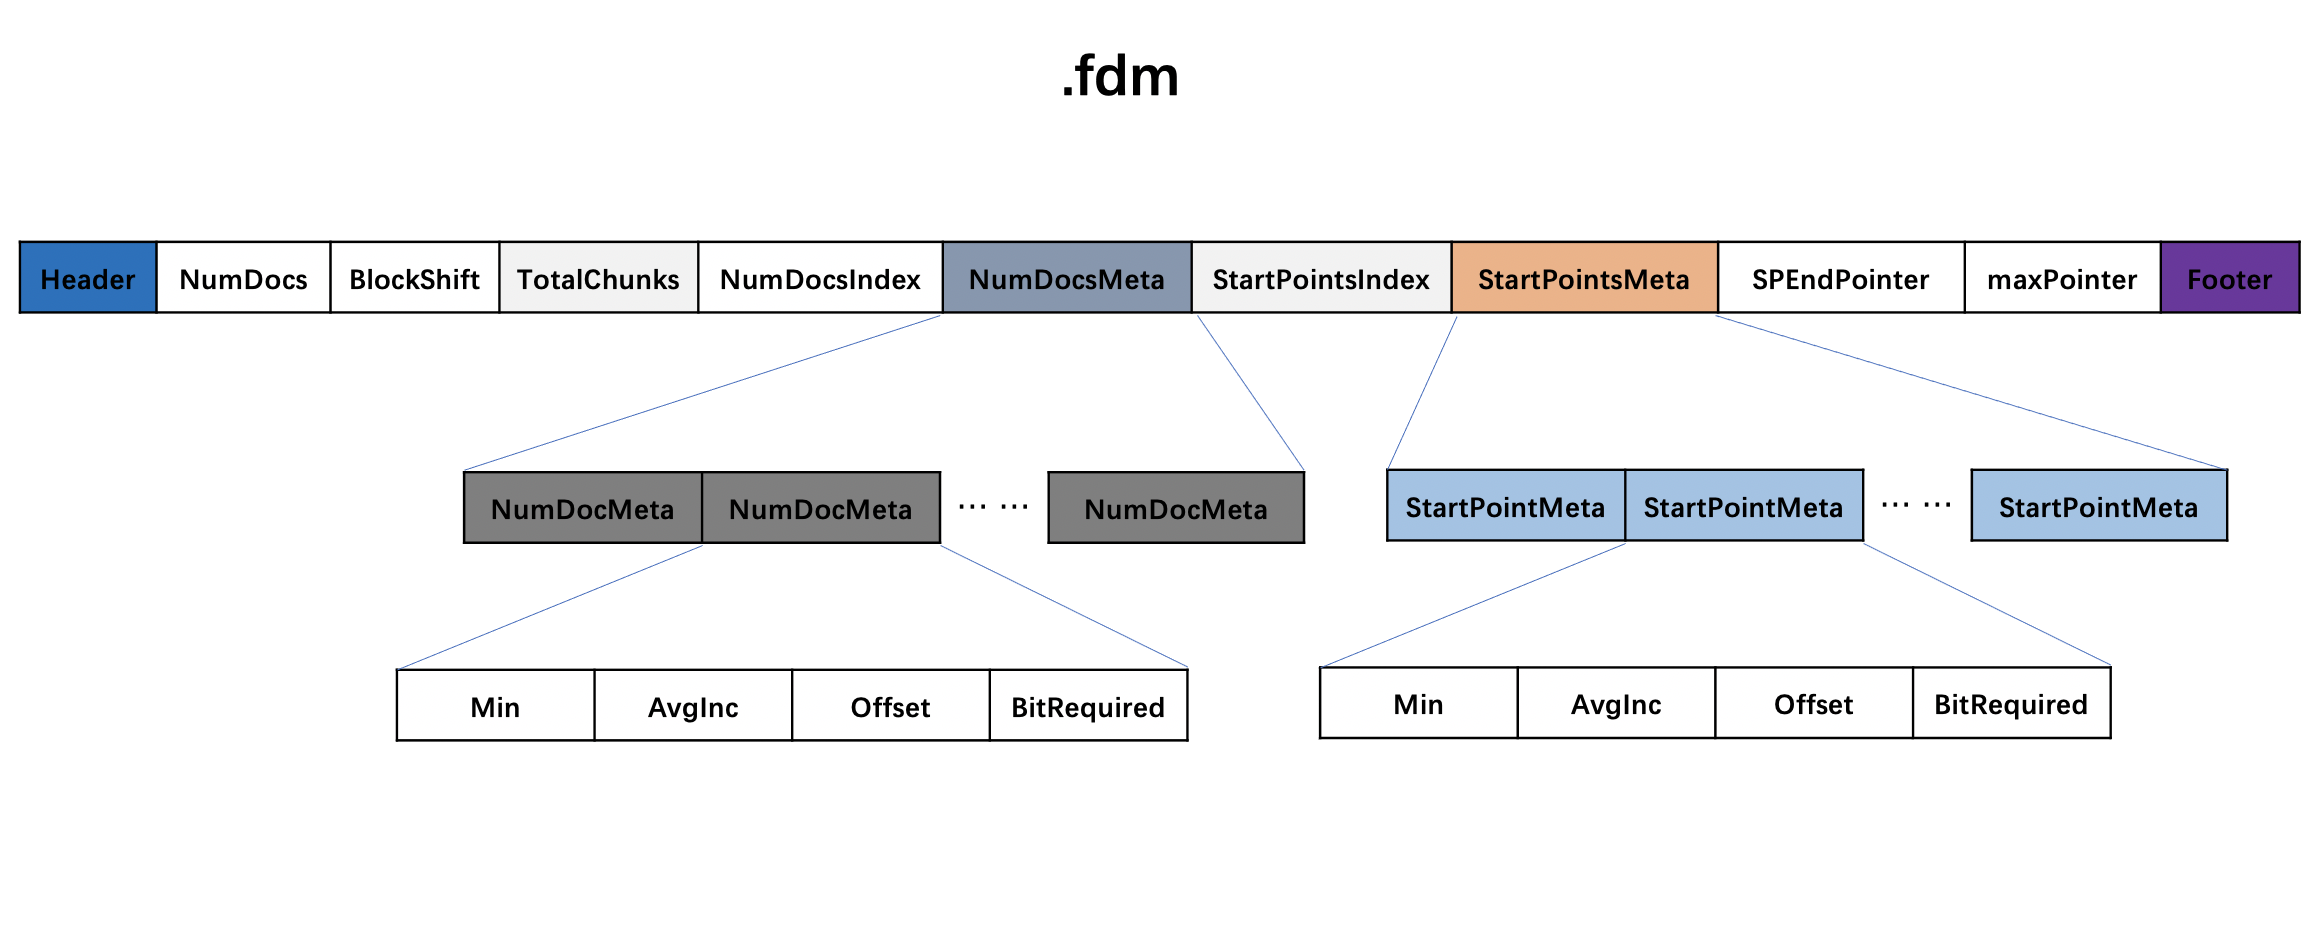 .fdm
Header NumDocs BlockShift TotalChunks NumDocsIndex NumDocsMeta StartPointsIndex StartPointsMeta SPEndPointer maxPointer Footer
NumDocMeta NumDocMeta ... ... NumDocMeta StartPointMeta StartPointMeta ... ... StartPointMeta
Min AvgInc Offset BitRequired Min AvgInc Offset BitRequired